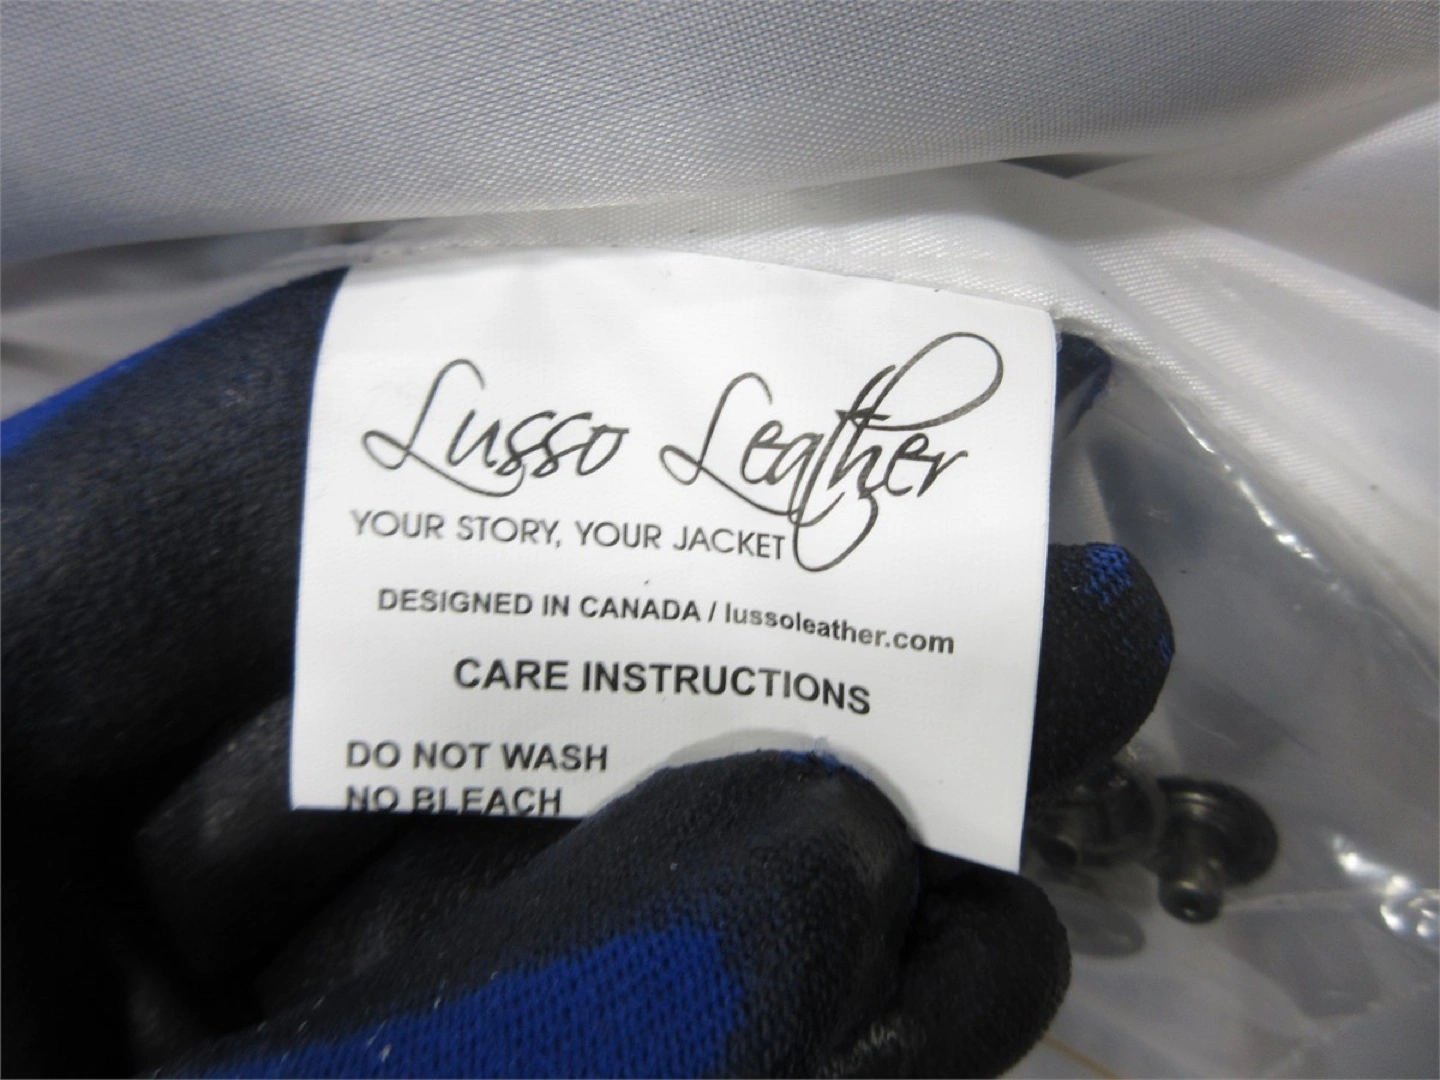 Lusso Leather
YOUR STORY, YOUR JACKET
DESIGNED IN CANADA / lussoleather.com
CARE INSTRUCTIONS
DO NOT WASH
NO BLEACH